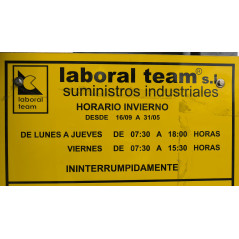 laboral team® s.l.
suministros industriales
laboral
team
HORARIO INVIERNO
DESDE 16/09 A 31/05
DE LUNES A JUEVES DE 07:30 A 18:00 HORAS
VIERNES DE 07:30 A 15:30 HORAS
ININTERRUMPIDAMENTE